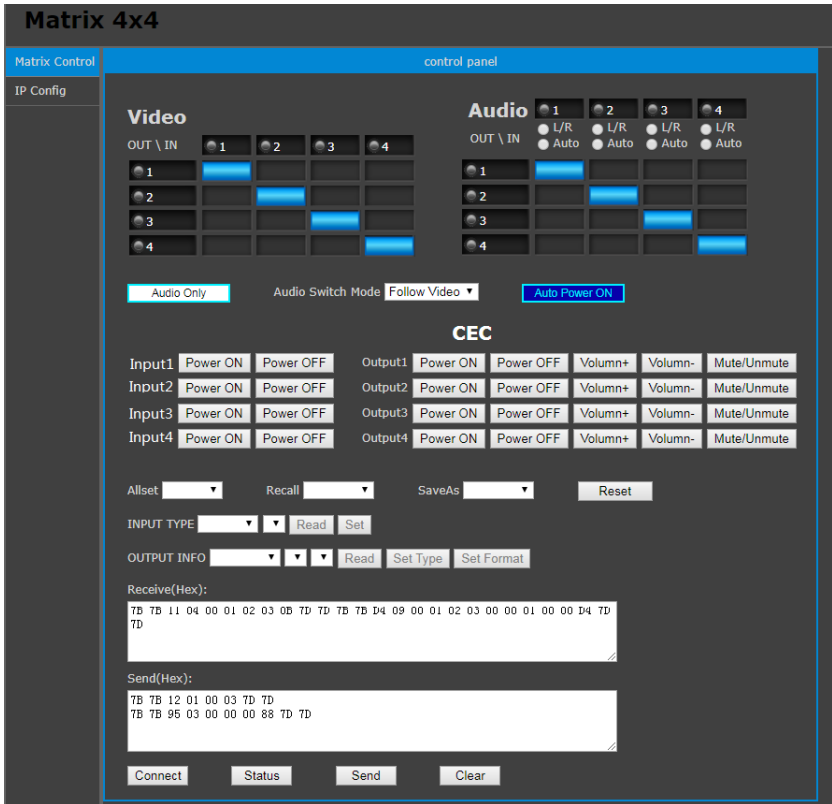 Matrix 4x4
Matrix Control
IP Config
control panel
Video
OUT \ IN 1 2 3 4
1
2
3
4
Audio 1 2 3 4
OUT \ IN L/R L/R L/R L/R
Auto Auto Auto Auto
1
2
3
4
Audio Only Audio Switch Mode Follow Video Auto Power ON
CEC
Input1 Power ON Power OFF Output1 Power ON Power OFF Volumn+ Volumn- Mute/Unmute
Input2 Power ON Power OFF Output2 Power ON Power OFF Volumn+ Volumn- Mute/Unmute
Input3 Power ON Power OFF Output3 Power ON Power OFF Volumn+ Volumn- Mute/Unmute
Input4 Power ON Power OFF Output4 Power ON Power OFF Volumn+ Volumn- Mute/Unmute
Allset Recall SaveAs Reset
INPUT TYPE Read Set
OUTPUT INFO Read Set Type Set Format
Receive(Hex):
7B 7B 11 04 00 01 02 03 0B 7D 7D 7B 7B D4 09 00 01 02 03 00 00 01 00 00 D4 7D
7D
Send(Hex):
7B 7B 12 01 00 03 7D 7D
7B 7B 95 03 00 00 00 88 7D 7D
Connect Status Send Clear